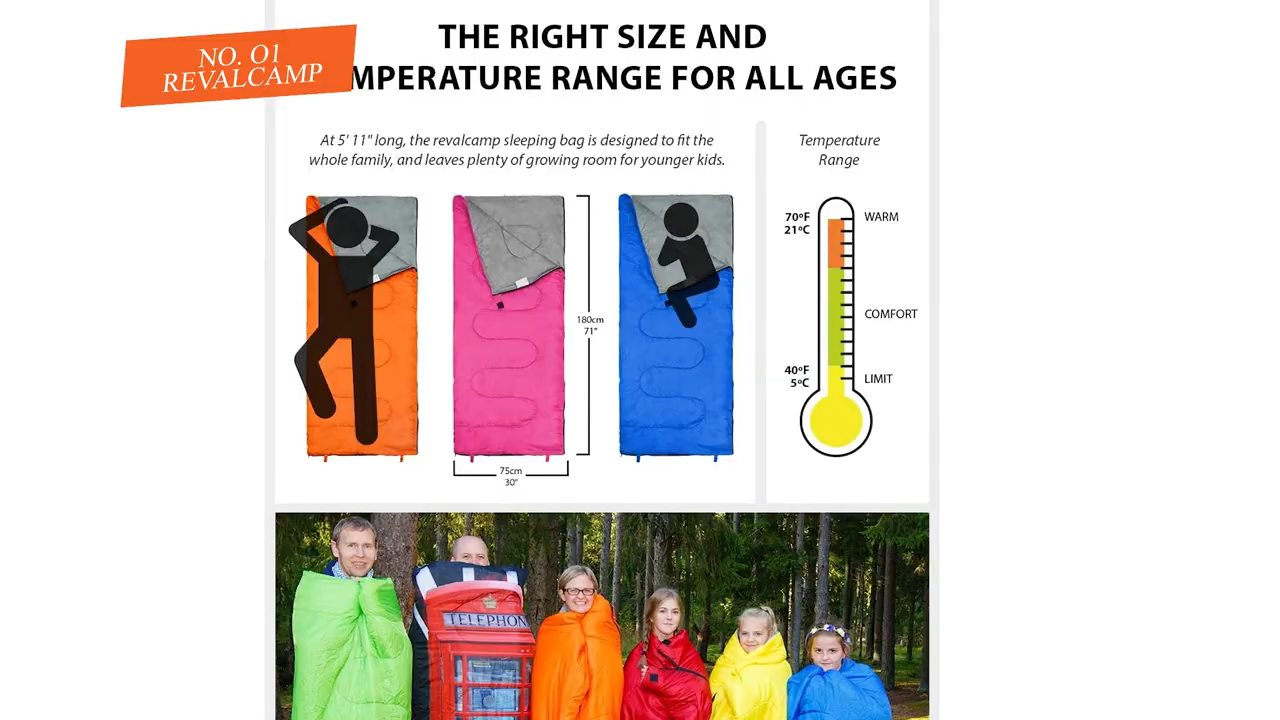 NO. 01
REVALCAMP
THE RIGHT SIZE AND
MPERATURE RANGE FOR ALL AGES
At 5' 11" long, the revalcamp sleeping bag is designed to fit the
whole family, and leaves plenty of growing room for younger kids.
Temperature
Range
70ºF
21ºC
WARM
180cm
71"
COMFORT
40ºF
5ºC
LIMIT
75cm
30"
TELEPHON